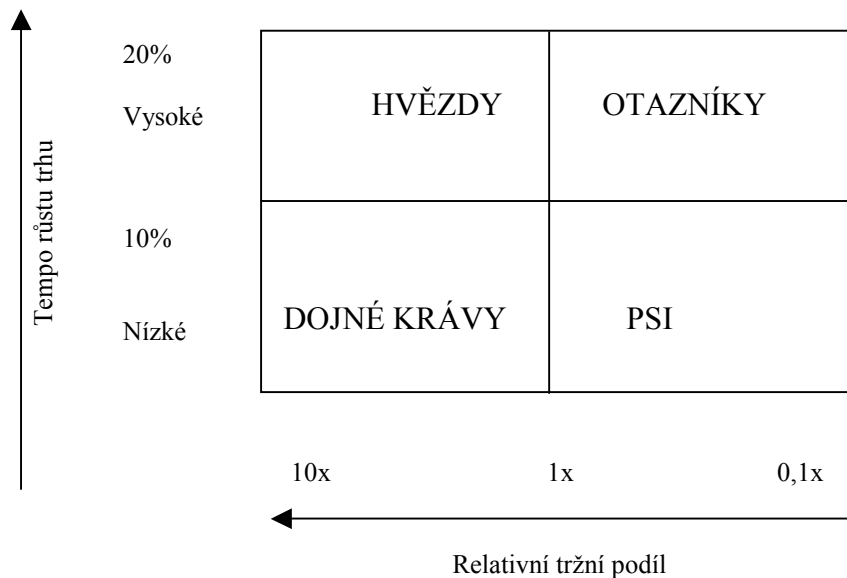 20%
HVĚZDY
OTAZNÍKY
Vysoké
Tempo růstu trhu
10%
DOJNÉ KRÁVY
PSI
Nízké
10x
1x
0,1x
Relativní tržní podíl